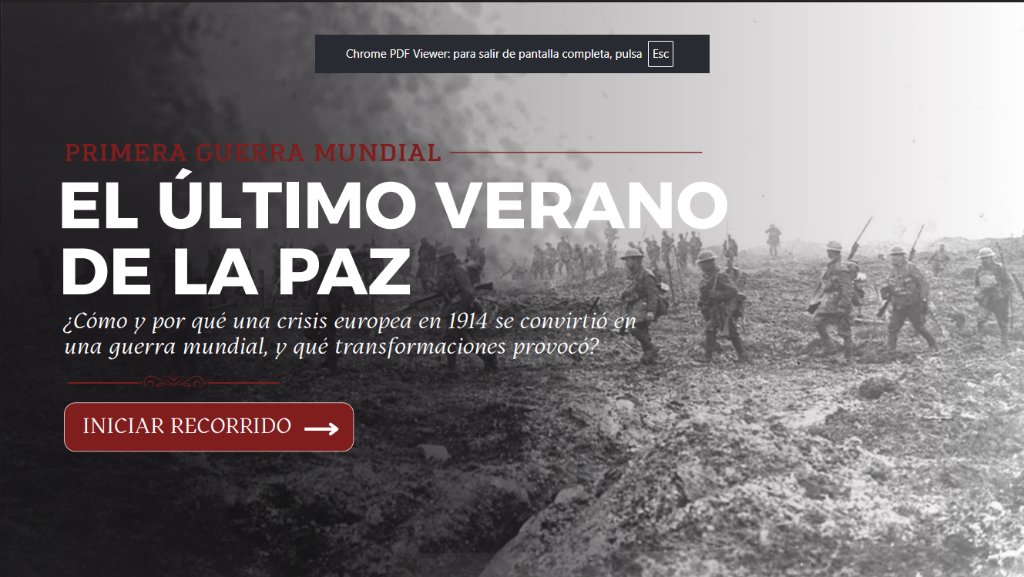 Chrome PDF Viewer: para salir de pantalla completa, pulsa Esc
PRIMERA GUERRA MUNDIAL
EL ÚLTIMO VERANO
DE LA PAZ
¿Cómo y por qué una crisis europea en 1914 se convirtió en
una guerra mundial, y qué transformaciones provocó?
INICIAR RECORRIDO